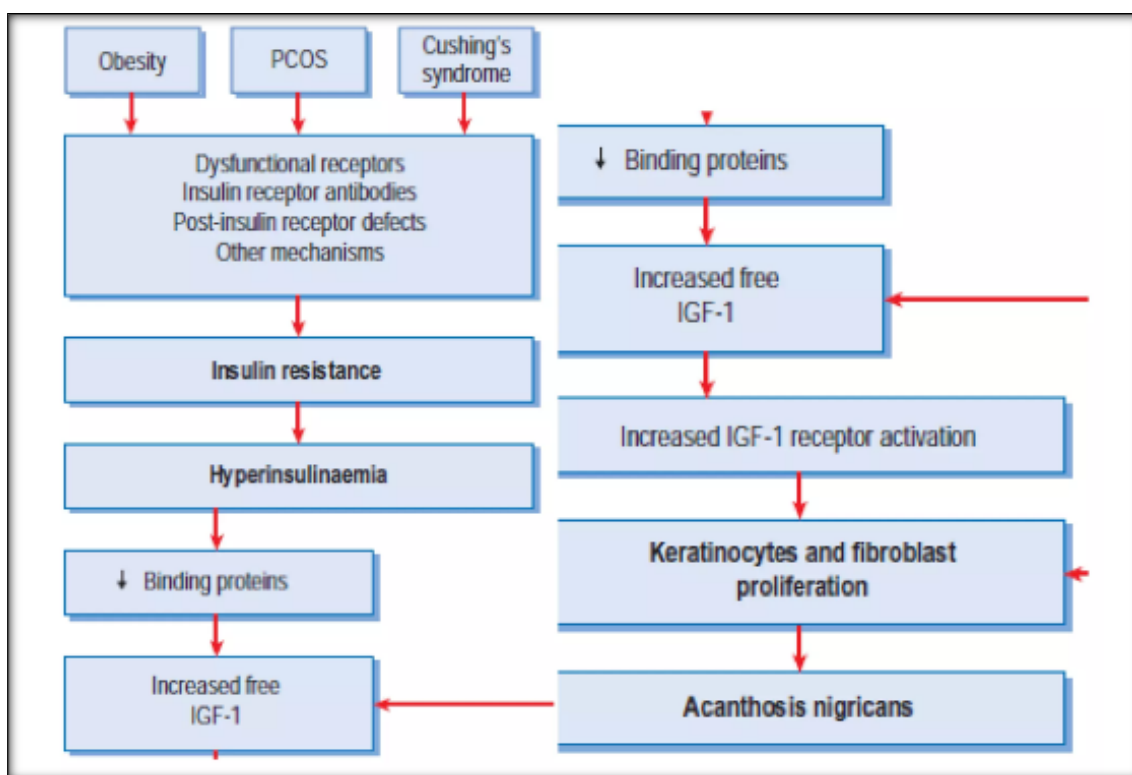 Obesity
PCOS
Cushing's
syndrome
Dysfunctional receptors
Insulin receptor antibodies
Post-insulin receptor defects
Other mechanisms
Insulin resistance
Hyperinsulinaemia
↓ Binding proteins
Increased free
IGF-1
↓ Binding proteins
Increased free
IGF-1
Increased IGF-1 receptor activation
Keratinocytes and fibroblast
proliferation
Acanthosis nigricans